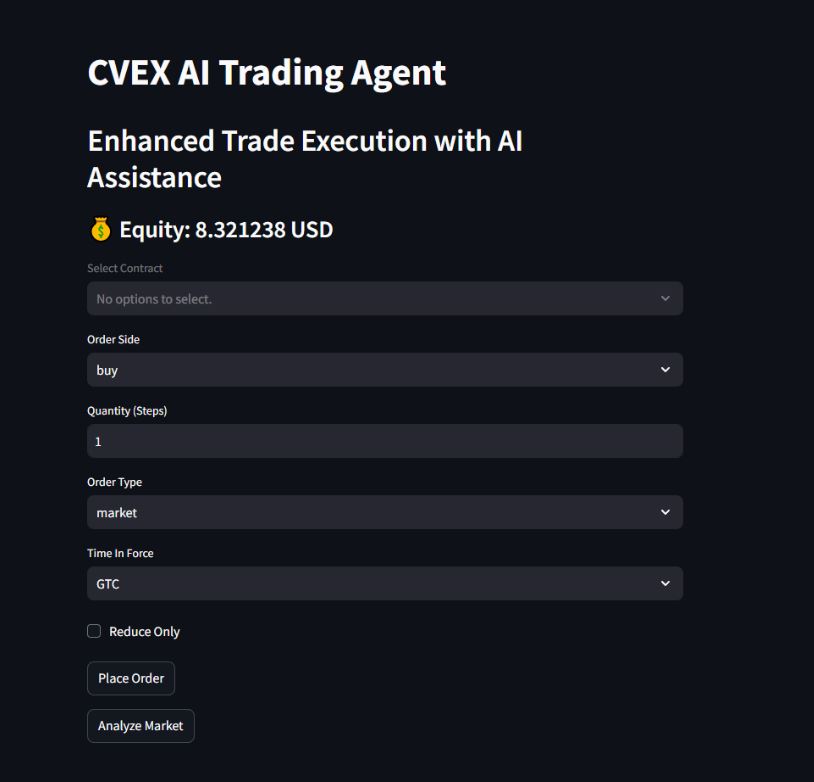 CVEX AI Trading Agent
Enhanced Trade Execution with AI
Assistance
Equity: 8.321238 USD
Select Contract
No options to select.
Order Side
buy
Quantity (Steps)
1
Order Type
market
Time In Force
GTC
Reduce Only
Place Order
Analyze Market